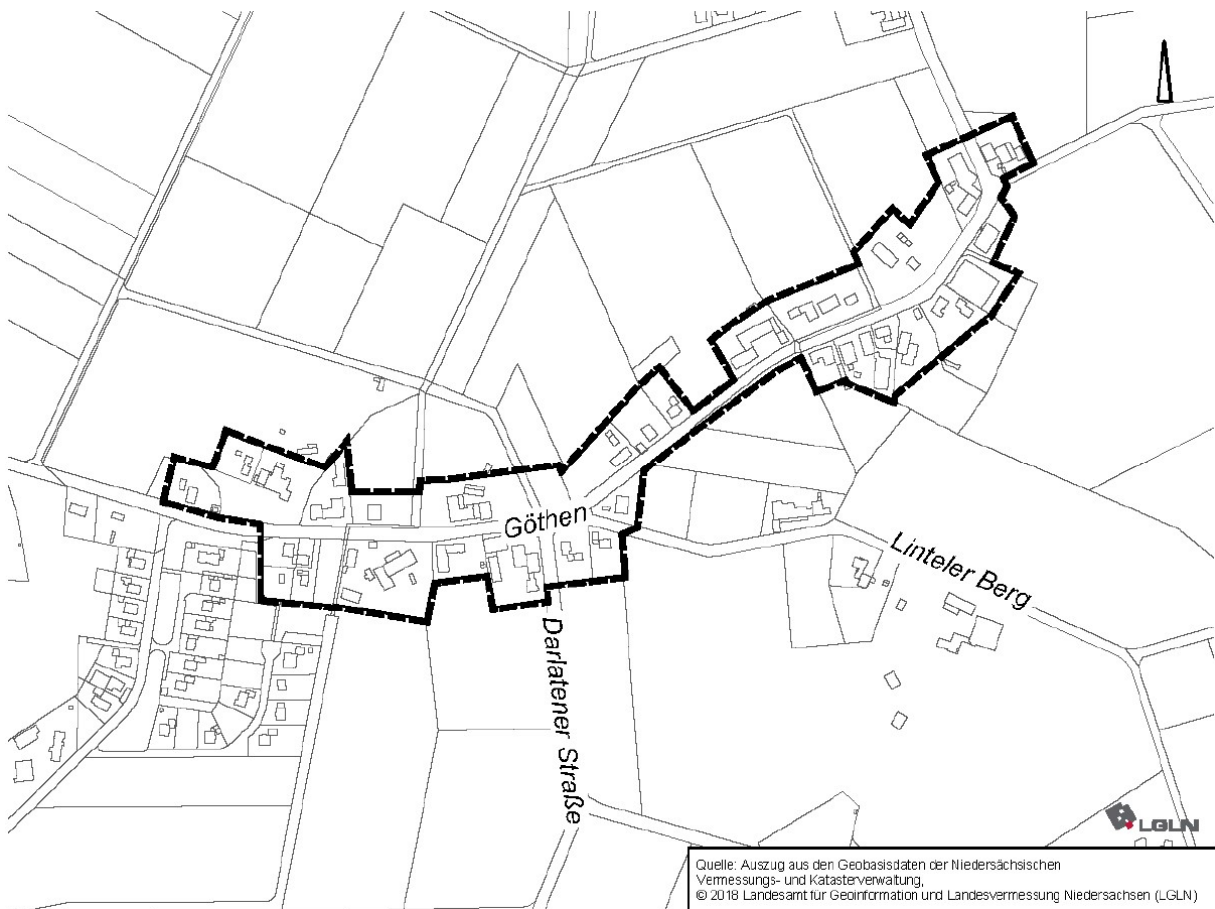 Göthen
Linteler Berg
Darlatener Straße
LGLN
Quelle: Auszug aus den Geobasisdaten der Niedersächsischen
Vermessungs- und Katasterverwaltung,
© 2018 Landesamt für Geoinformation und Landesvermessung Niedersachsen (LGLN)